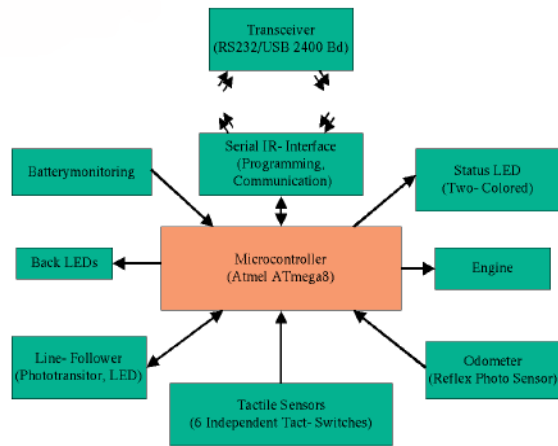 Transceiver
(RS232/USB 2400 Bd)
Serial IR- Interface
(Programming,
Communication)
Batterymonitoring
Status LED
(Two- Colored)
Microcontroller
(Atmel ATmega8)
Back LEDs
Engine
Line- Follower
(Phototransitor, LED)
Odometer
(Reflex Photo Sensor)
Tactile Sensors
(6 Independent Tact- Switches)